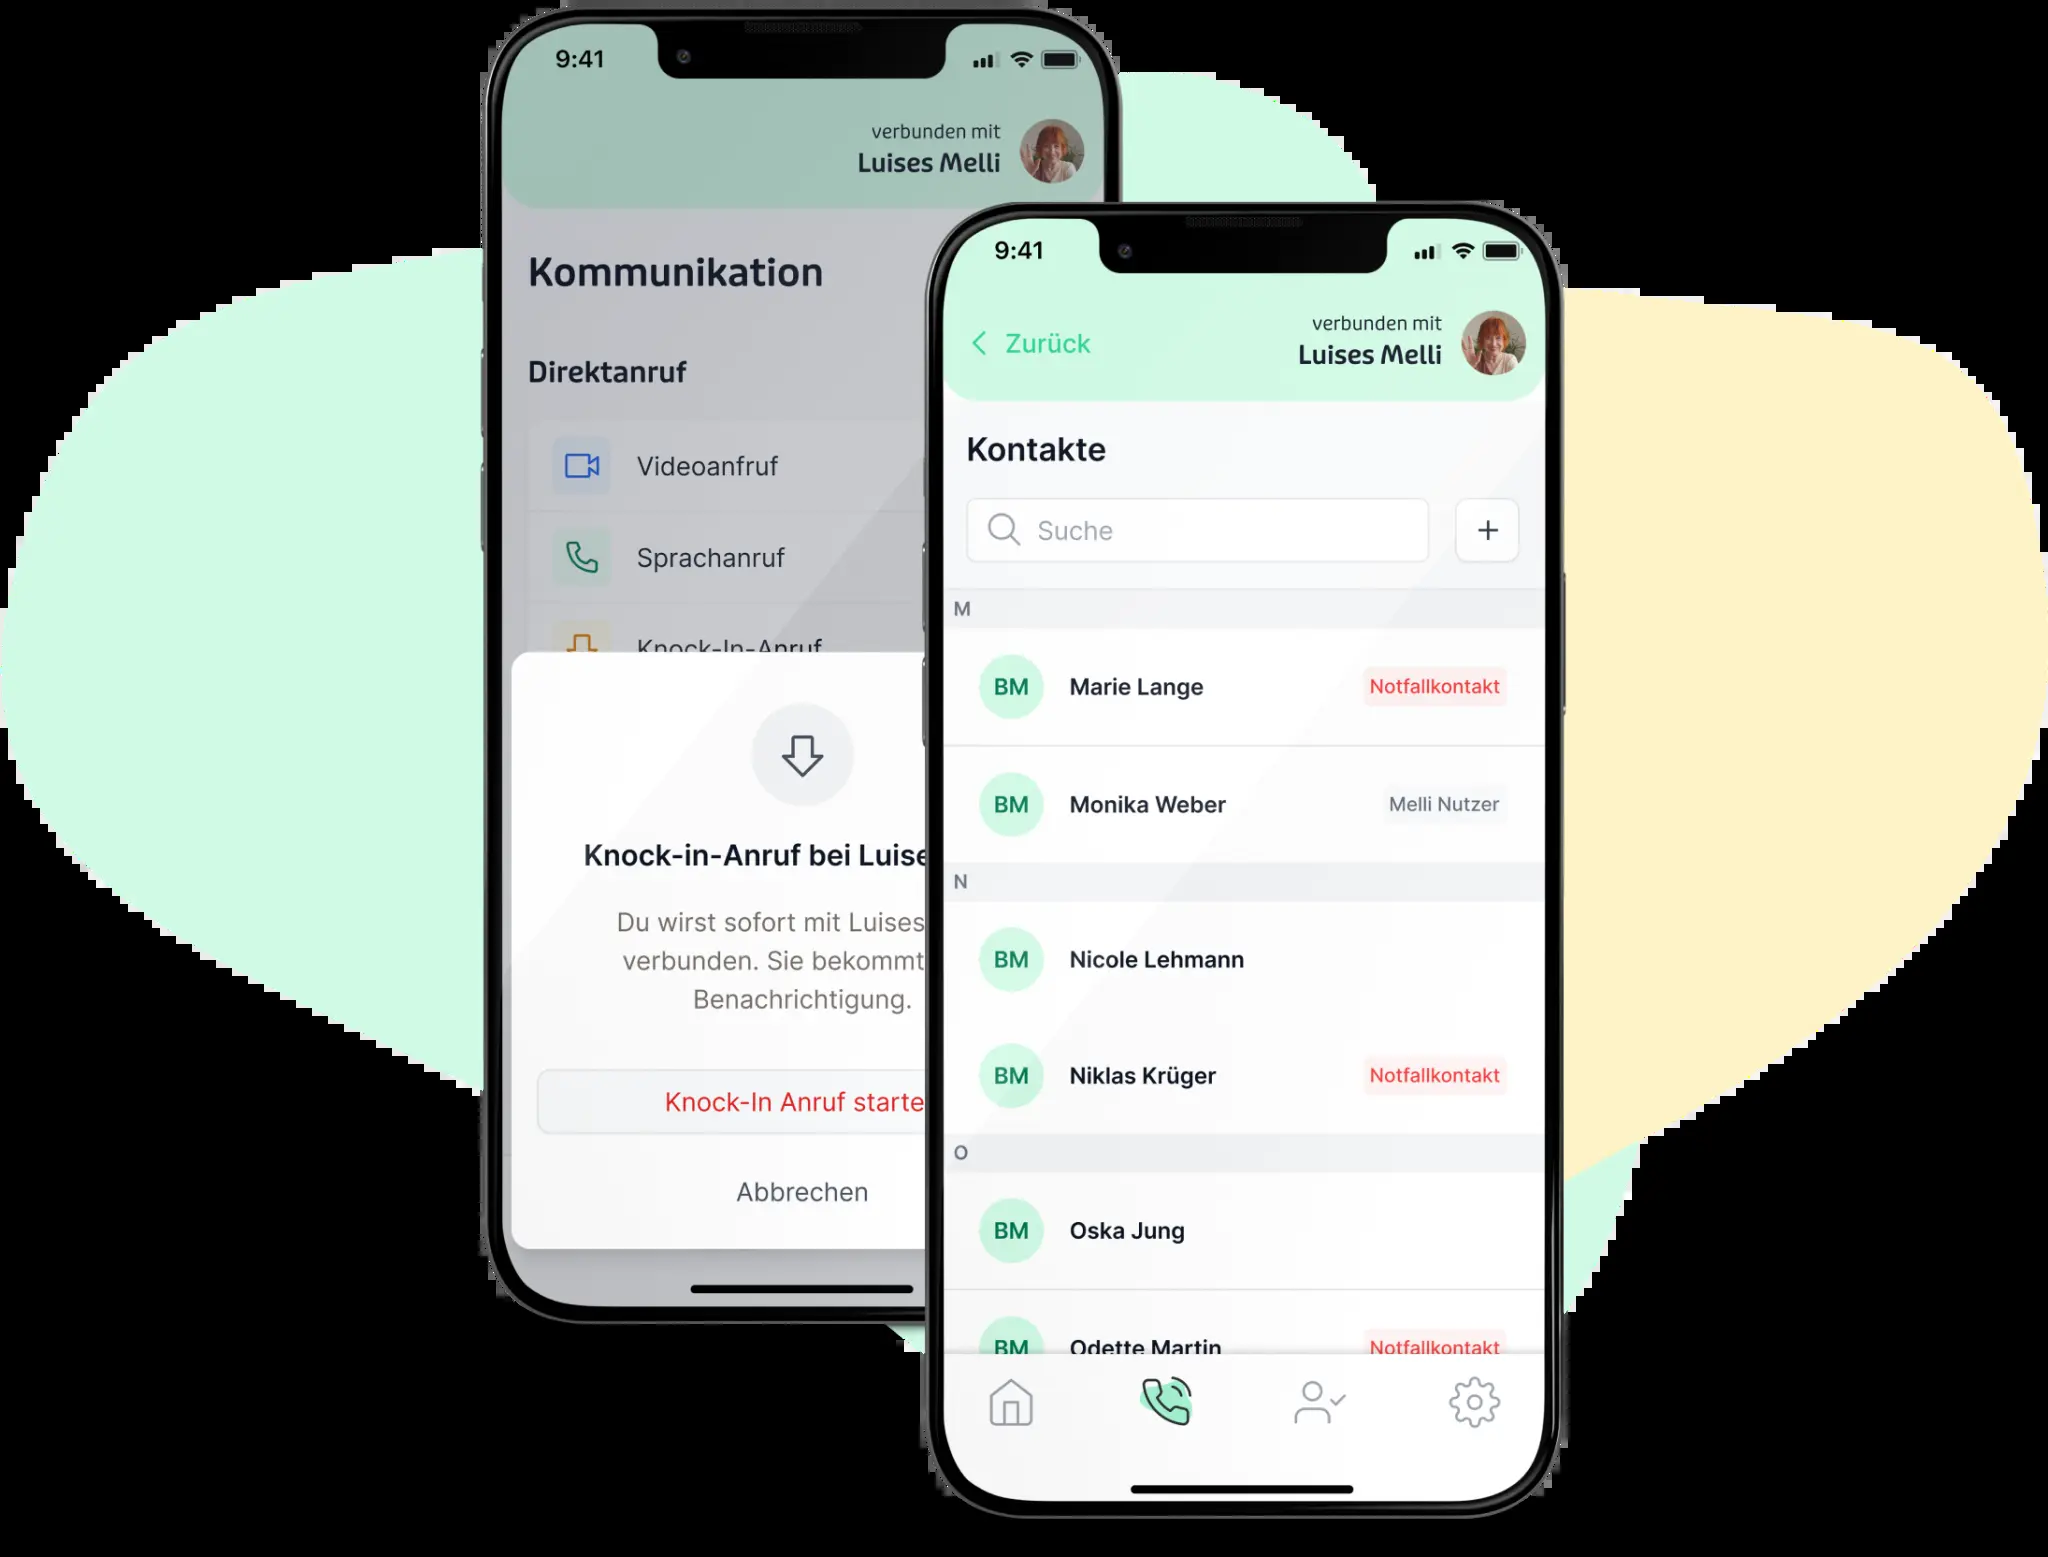 9:41
verbunden mit
Luises Melli
Kommunikation
Direktanruf
Videoanfruf
Sprachanruf
Knock-In-Anruf
Knock-in-Anruf bei Luise
Du wirst sofort mit Luises
verbunden. Sie bekommt
Benachrichtigung.
Knock-In Anruf starte
Abbrechen
9:41
Zurück
verbunden mit
Luises Melli
Kontakte
Suche
+
M
BM Marie Lange Notfallkontakt
BM Monika Weber Melli Nutzer
N
BM Nicole Lehmann
BM Niklas Krüger Notfallkontakt
O
BM Oska Jung
BM Odette Martin Notfallkontakt